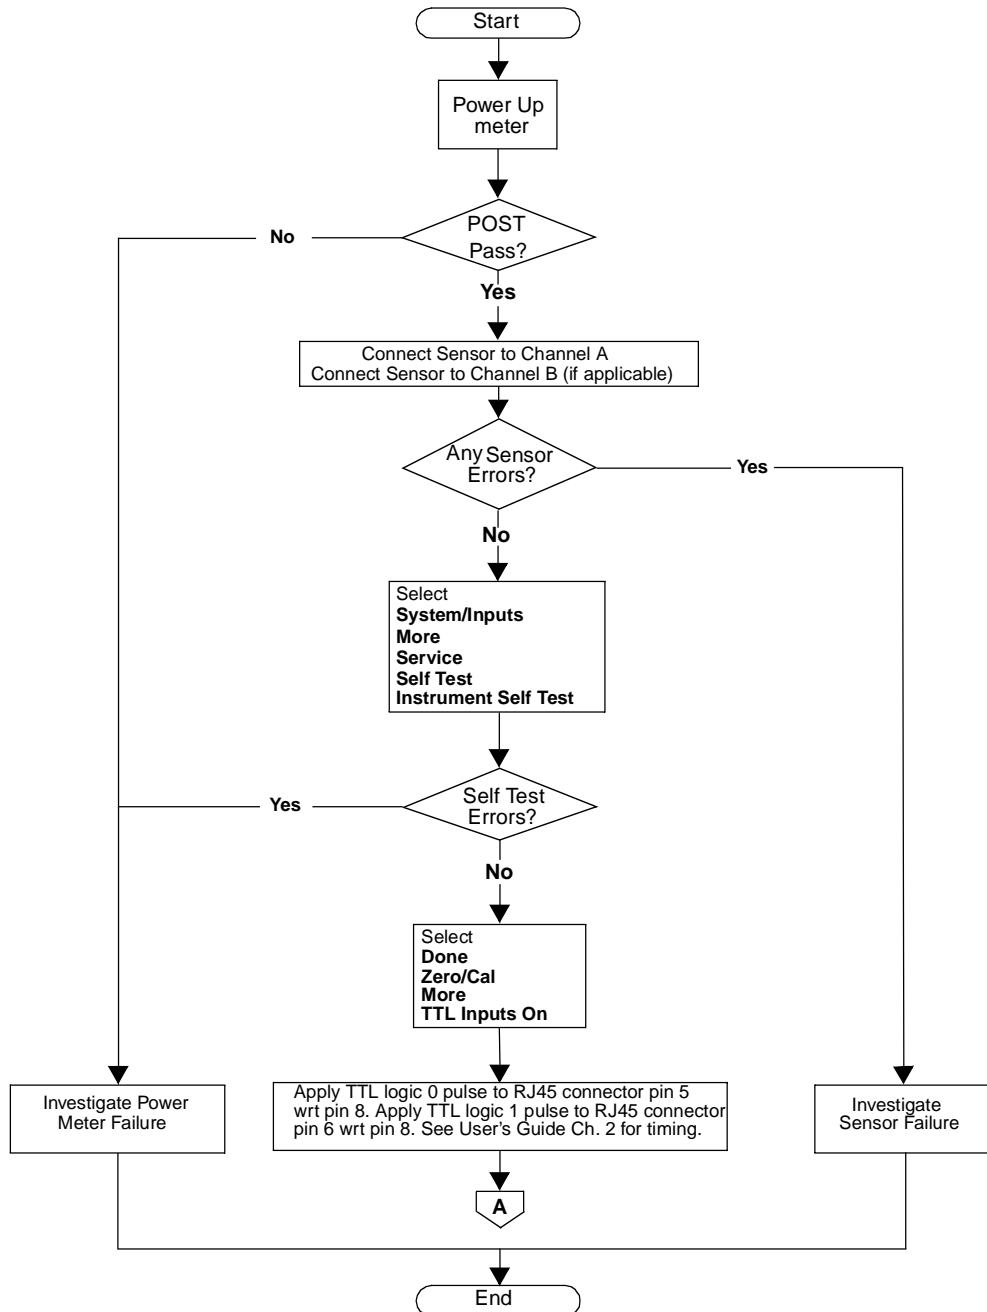 Start
Power Up
meter
POST
Pass?
No
Yes
Connect Sensor to Channel A
Connect Sensor to Channel B (if applicable)
Any Sensor
Errors?
Yes
No
Select
System/Inputs
More
Service
Self Test
Instrument Self Test
Self Test
Errors?
Yes
No
Select
Done
Zero/Cal
More
TTL Inputs On
Apply TTL logic 0 pulse to RJ45 connector pin 5
wrt pin 8. Apply TTL logic 1 pulse to RJ45 connector
pin 6 wrt pin 8. See User's Guide Ch. 2 for timing.
Investigate Power
Meter Failure
Investigate
Sensor Failure
A
End